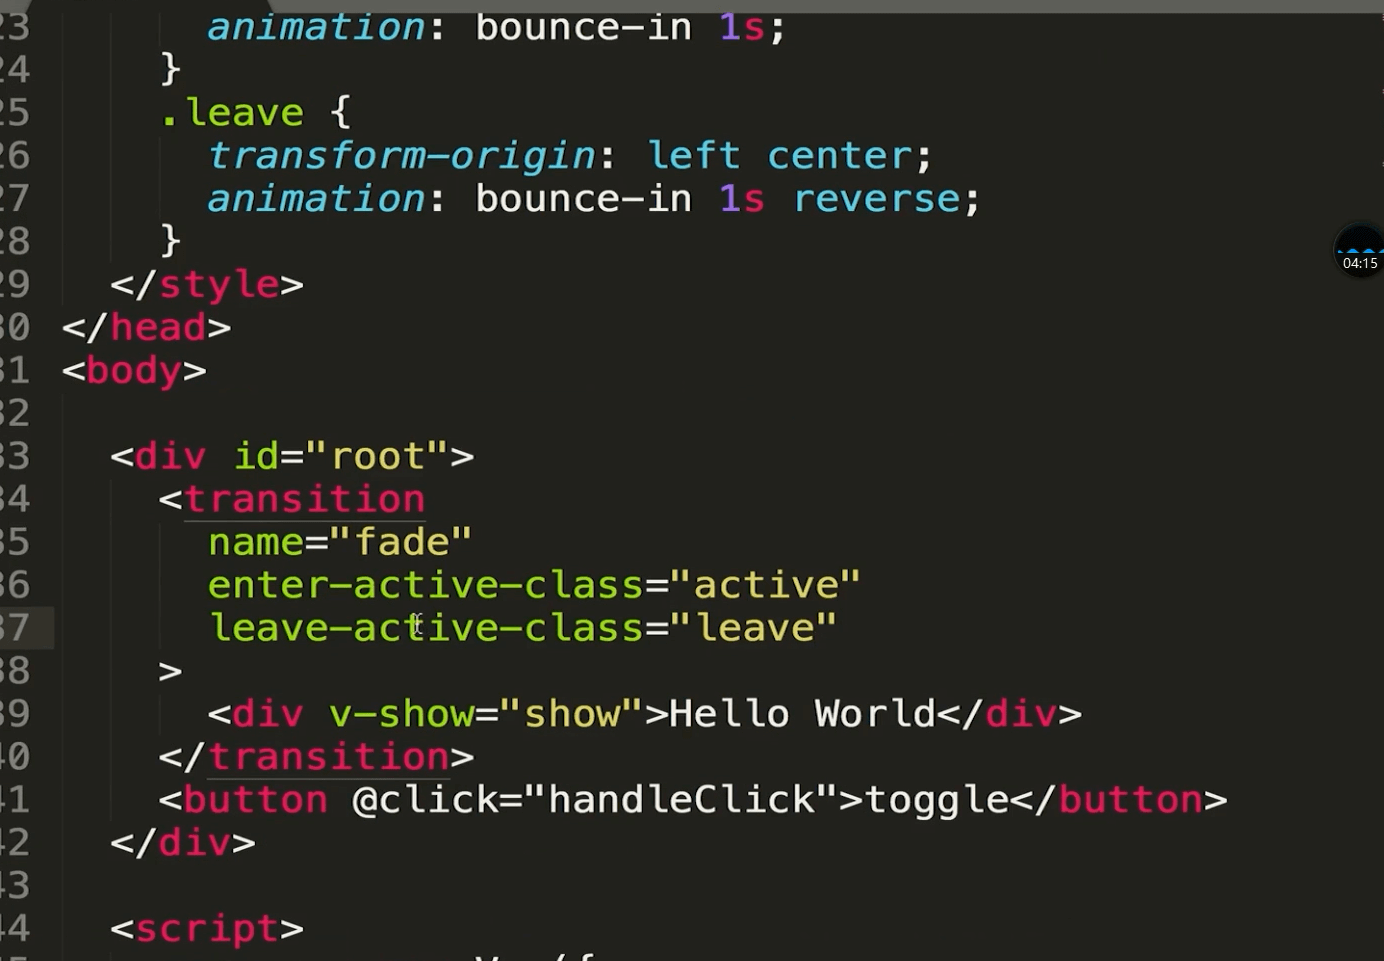 23 animation: bounce-in 1s;
24 }
25 .leave {
26 transform-origin: left center;
27 animation: bounce-in 1s reverse;
28 }
29 </style>
30 </head>
31 <body>
32
33 <div id="root">
34 <transition
35 name="fade"
36 enter-active-class="active"
37 leave-active-class="leave"
38 >
39 <div v-show="show">Hello World</div>
40 </transition>
41 <button @click="handleClick">toggle</button>
42 </div>
43
44 <script>
04:15